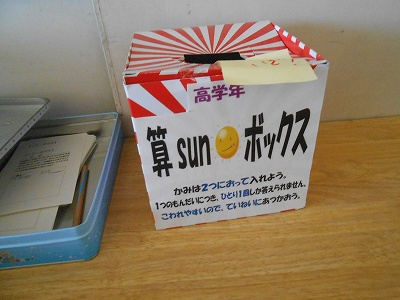 高学年
算sunボックス
かみは2つにおって入れよう。
1つのもんだいにつき、ひとり1回しか答えられません。
こわれやすいので、ていねいにあつかおう。